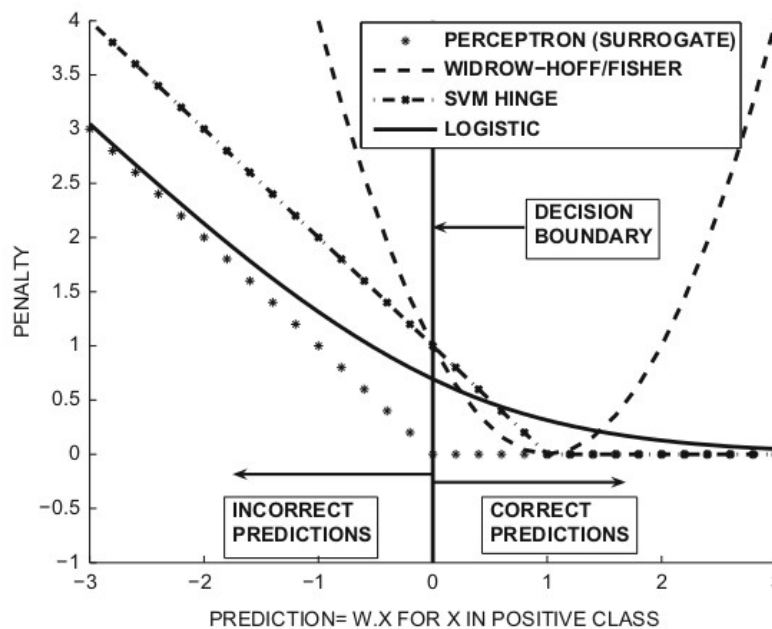 4
3.5
3
2.5
2
1.5
1
0.5
0
−0.5
−1
PENALTY
PERCEPTRON (SURROGATE)
WIDROW−HOFF/FISHER
SVM HINGE
LOGISTIC
DECISION
BOUNDARY
INCORRECT
PREDICTIONS
CORRECT
PREDICTIONS
−3
−2
−1
0
1
2
3
PREDICTION= W.X FOR X IN POSITIVE CLASS